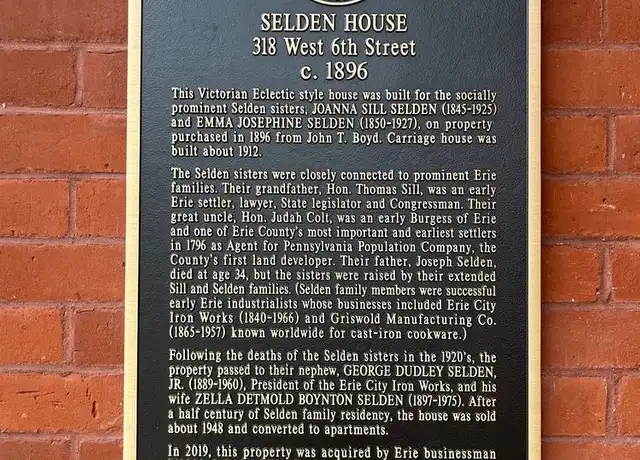 SELDEN HOUSE
318 West 6th Street
c. 1896
This Victorian Eclectic style house was built for the socially
prominent Selden sisters, JOANNA SILL SELDEN (1845-1925)
and EMMA JOSEPHINE SELDEN (1850-1927), on property
purchased in 1896 from John T. Boyd. Carriage house was
built about 1912.
The Selden sisters were closely connected to prominent Erie
families. Their grandfather, Hon. Thomas Sill, was an early
Erie settler, lawyer, State legislator and Congressman. Their
great uncle, Hon. Judah Colt, was an early Burgess of Erie
and one of Erie County's most important and earliest settlers
in 1796 as Agent for Pennsylvania Population Company, the
County's first land developer. Their father, Joseph Selden,
died at age 34, but the sisters were raised by their extended
Sill and Selden families. (Selden family members were successful
early Erie industrialists whose businesses included Erie City
Iron Works (1840-1966) and Griswold Manufacturing Co.
(1865-1957) known worldwide for cast-iron cookware.)
Following the deaths of the Selden sisters in the 1920's, the
property passed to their nephew, GEORGE DUDLEY SELDEN,
JR. (1889-1960), President of the Erie City Iron Works, and his
wife ZELLA DETMOLD BOYNTON SELDEN (1897-1975). After
a half century of Selden family residency, the house was sold
about 1948 and converted to apartments.
In 2019, this property was acquired by Erie businessman